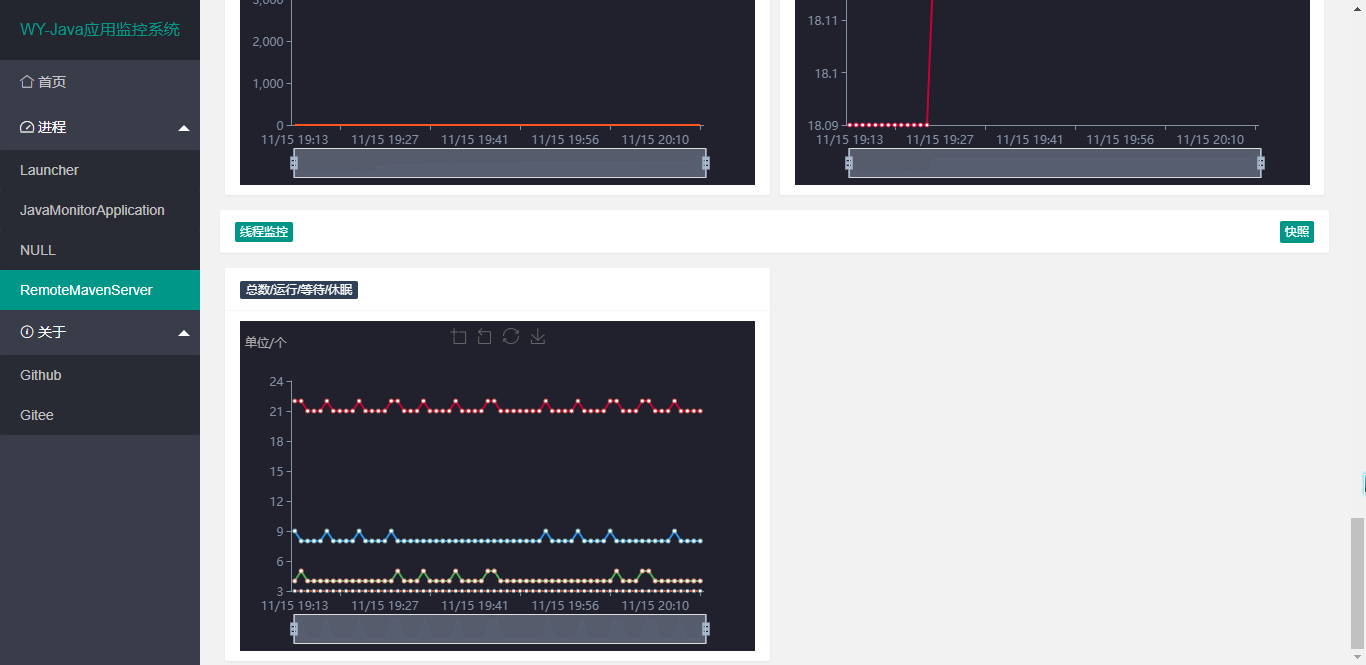 WY-Java应用监控系统
首页
进程
Launcher
JavaMonitorApplication
NULL
RemoteMavenServer
关于
Github
Gitee
3,000
2,000
1,000
0
11/15 19:13 11/15 19:27 11/15 19:41 11/15 19:56 11/15 20:10
18.11
18.1
18.09
11/15 19:13 11/15 19:27 11/15 19:41 11/15 19:56 11/15 20:10
线程监控 快照
总数/运行/等待/休眠
单位/个
24
21
18
15
12
9
6
3
11/15 19:13 11/15 19:27 11/15 19:41 11/15 19:56 11/15 20:10